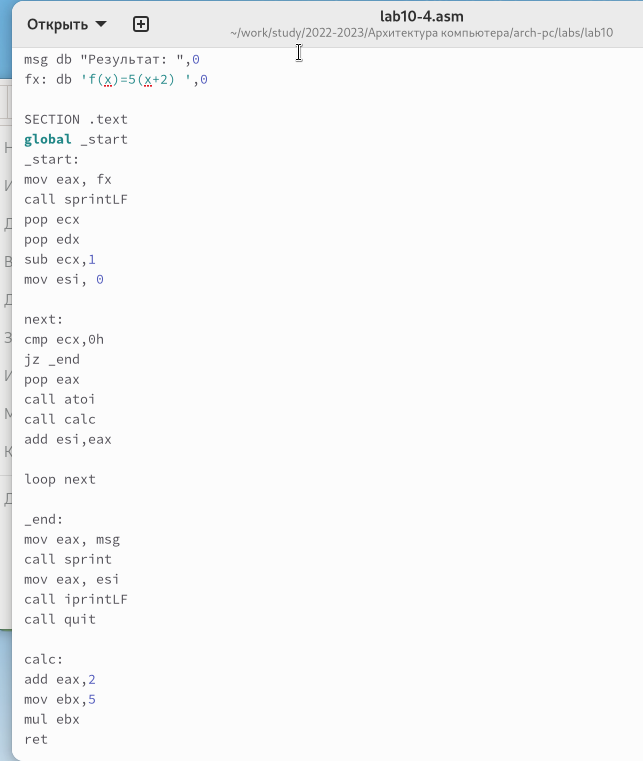 Открыть
lab10-4.asm
~/work/study/2022-2023/Архитектура компьютера/arch-pc/labs/lab10
msg db "Результат: ",0
fx: db 'f(x)=5(x+2) ',0
SECTION .text
global _start
_start:
mov eax, fx
call sprintLF
pop ecx
pop edx
sub ecx,1
mov esi, 0
next:
cmp ecx,0h
jz _end
pop eax
call atoi
call calc
add esi,eax
loop next
_end:
mov eax, msg
call sprint
mov eax, esi
call iprintLF
call quit
calc:
add eax,2
mov ebx,5
mul ebx
ret